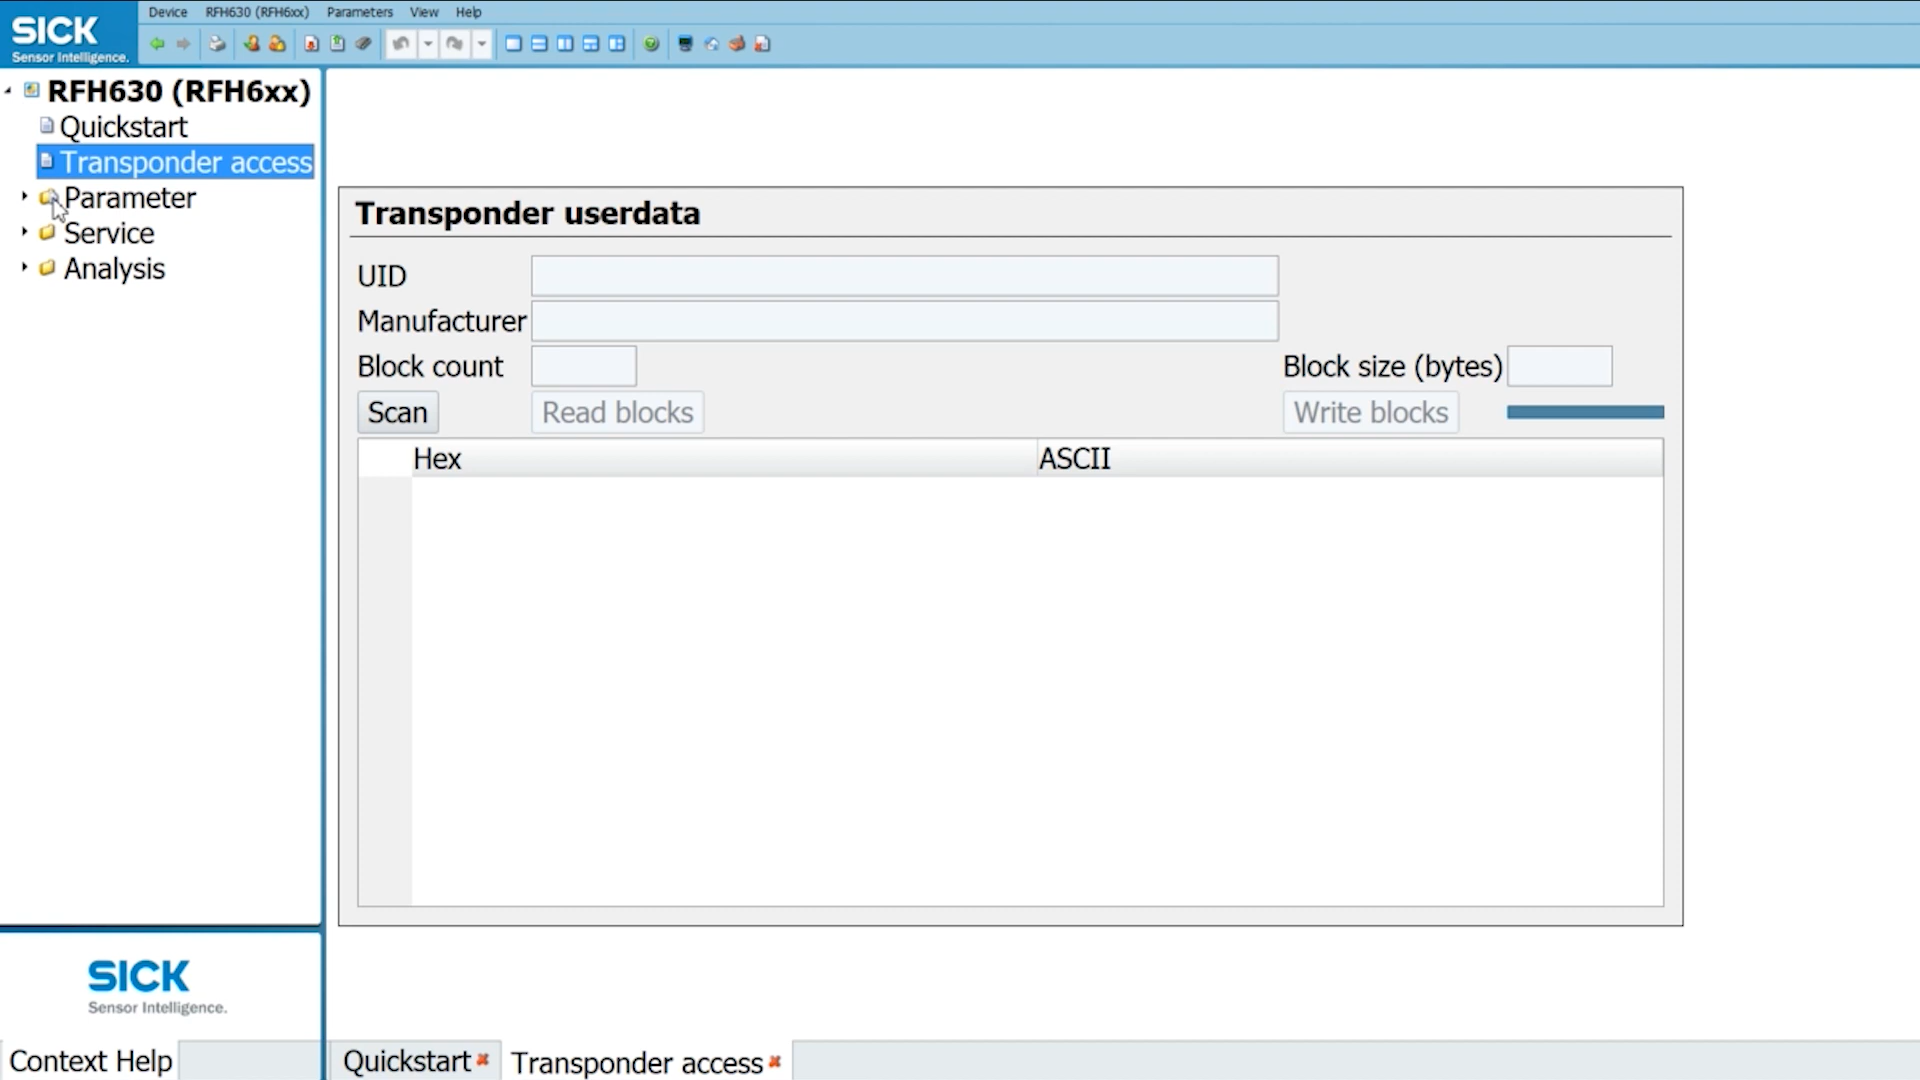 SICK
Sensor Intelligence.
Device RFH630 (RFH6xx) Parameters View Help
RFH630 (RFH6xx)
Quickstart
Transponder access
Parameter
Service
Analysis
Transponder userdata
UID
Manufacturer
Block count
Block size (bytes)
Scan Read blocks Write blocks
Hex ASCII
SICK
Sensor Intelligence.
Context Help Quickstart Transponder access